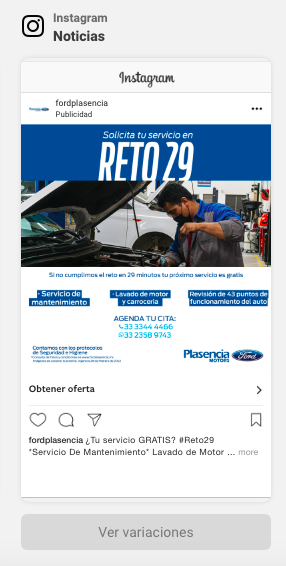 Instagram
Noticias
Instagram
fordplasencia
Publicidad
Solicita tu servicio en
RETO 29
Si no cumplimos el reto en 29 minutos tu próximo servicio es gratis
- Servicio de
mantenimiento
- Lavado de motor
y carrocería
Revisión de 43 puntos de
funcionamiento del auto
AGENDA TU CITA:
33 3344 4466
33 2358 9743
Contamos con los protocolos
de Seguridad e Higiene
Plasencia
MOTORS
Ford
Obtener oferta
fordplasencia ¿Tu servicio GRATIS? #Reto29
"Servicio De Mantenimiento" Lavado de Motor ... more
Ver variaciones